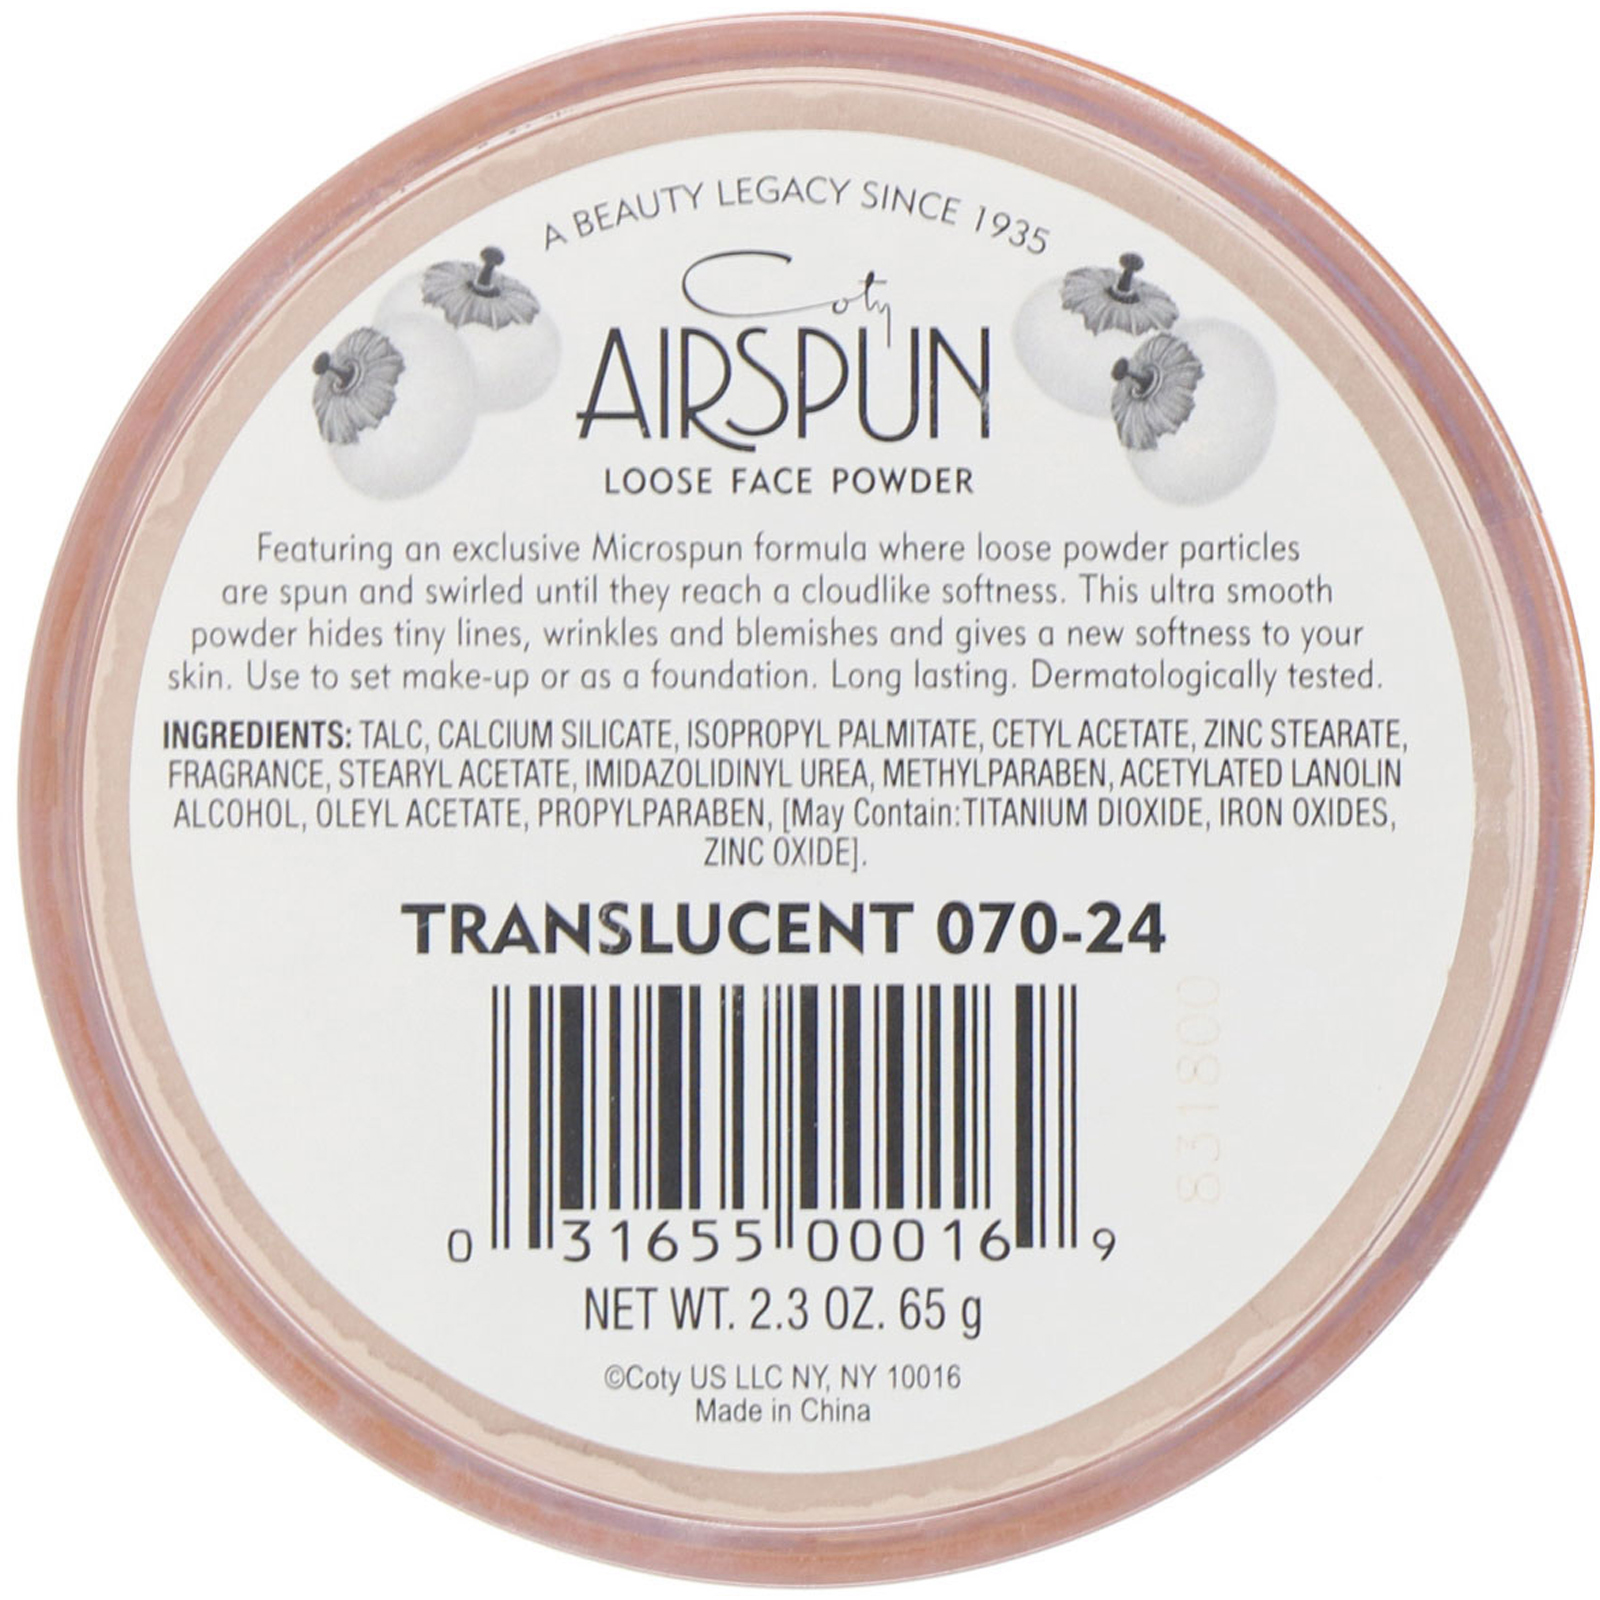 A BEAUTY LEGACY SINCE 1935
Coty
AIRSPUN
LOOSE FACE POWDER
Featuring an exclusive Microspun formula where loose powder particles
are spun and swirled until they reach a cloudlike softness. This ultra smooth
powder hides tiny lines, wrinkles and blemishes and gives a new softness to your
skin. Use to set make-up or as a foundation. Long lasting. Dermatologically tested.
INGREDIENTS: TALC, CALCIUM SILICATE, ISOPROPYL PALMITATE, CETYL ACETATE, ZINC STEARATE,
FRAGRANCE, STEARYL ACETATE, IMIDAZOLIDINYL UREA, METHYLPARABEN, ACETYLATED LANOLIN
ALCOHOL, OLEYL ACETATE, PROPYLPARABEN, [May Contain: TITANIUM DIOXIDE, IRON OXIDES,
ZINC OXIDE].
TRANSLUCENT 070-24
0 31655 00016 9
831800
NET WT. 2.3 OZ. 65 g
©Coty US LLC NY, NY 10016
Made in China